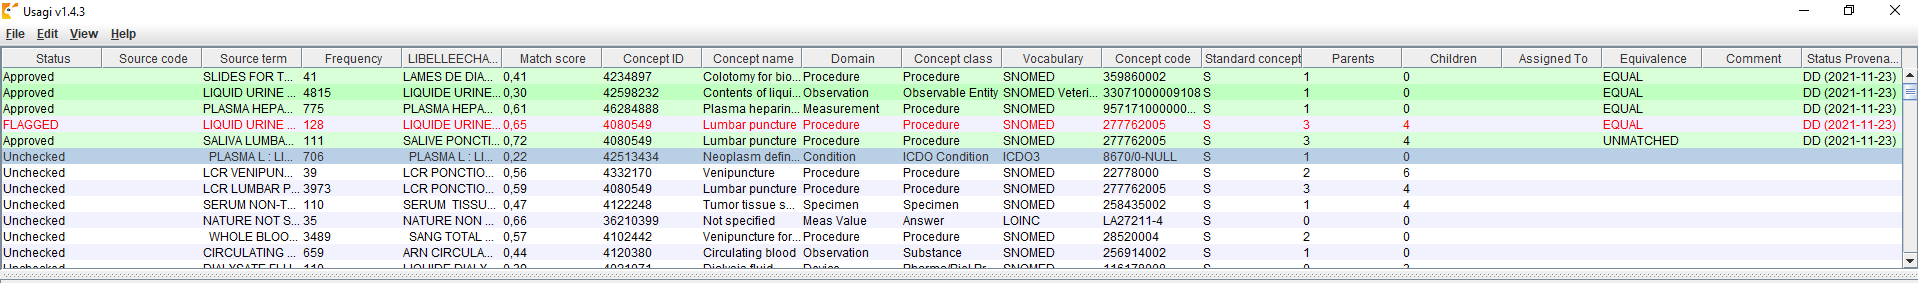 Usagi v1.4.3
File Edit View Help
Status Source code Source term Frequency LIBELLEECHA... Match score Concept ID Concept name Domain Concept class Vocabulary Concept code Standard concept Parents Children Assigned To Equivalence Comment Status Provena...
Approved SLIDES FOR T... 41 LAMES DE DIA... 0,41 4234897 Colotomy for bio... Procedure Procedure SNOMED 359860002 S 1 0 EQUAL DD (2021-11-23)
Approved LIQUID URINE ... 4815 LIQUIDE URINE... 0,30 42598232 Contents of liqui... Observation Observable Entity SNOMED Veteri... 33071000009108 S 1 0 EQUAL DD (2021-11-23)
Approved PLASMA HEPA... 775 PLASMA HEPA... 0,61 46284888 Plasma heparin... Measurement Procedure SNOMED 957171000000... S 1 0 EQUAL DD (2021-11-23)
FLAGGED LIQUID URINE ... 128 LIQUIDE URINE... 0,65 4080549 Lumbar puncture Procedure Procedure SNOMED 277762005 S 3 4 EQUAL DD (2021-11-23)
Approved SALIVA LUMBA... 111 SALIVE PONCTI... 0,72 4080549 Lumbar puncture Procedure Procedure SNOMED 277762005 S 3 4 UNMATCHED DD (2021-11-23)
Unchecked PLASMA L : LI... 706 PLASMA L : LI... 0,22 42513434 Neoplasm defin... Condition ICDO Condition ICDO3 8670/0-NULL S 1 0
Unchecked LCR VENIPUN... 39 LCR PONCTIO... 0,56 4332170 Venipuncture Procedure Procedure SNOMED 22778000 S 2 6
Unchecked LCR LUMBAR P... 3973 LCR PONCTIO... 0,59 4080549 Lumbar puncture Procedure Procedure SNOMED 277762005 S 3 4
Unchecked SERUM NON-T... 110 SERUM TISSU... 0,47 4122248 Tumor tissue s... Specimen Specimen SNOMED 258435002 S 1 4
Unchecked NATURE NOT S... 35 NATURE NON ... 0,66 36210399 Not specified Meas Value Answer LOINC LA27211-4 S 0 0
Unchecked WHOLE BLOO... 3489 SANG TOTAL ... 0,57 4102442 Venipuncture for... Procedure Procedure SNOMED 28520004 S 2 0
Unchecked CIRCULATING ... 659 ARN CIRCULA... 0,44 4120380 Circulating blood Observation Substance SNOMED 256914002 S 1 0